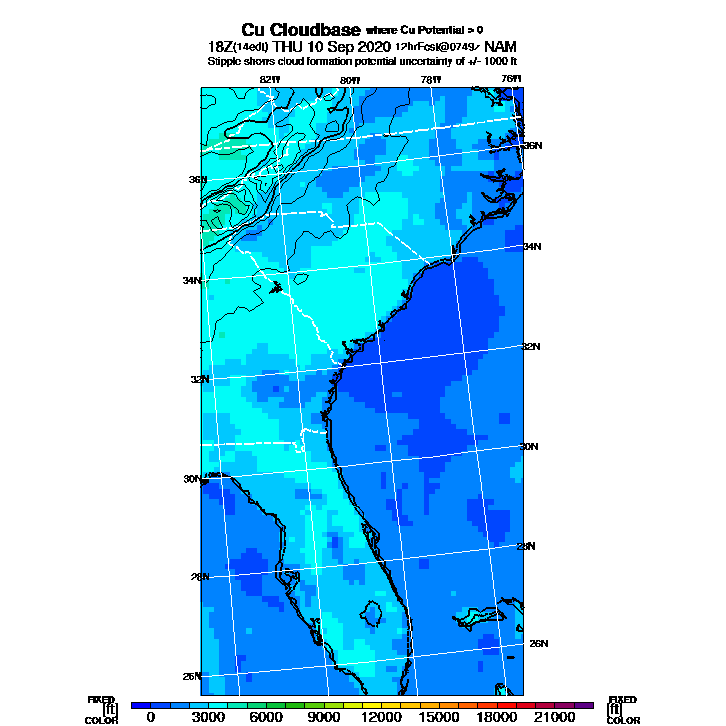 Cu Cloudbase where Cu Potential > 0
18Z(14edt) THU 10 Sep 2020 12hrFcst@0749z NAM
Stipple shows cloud formation potential uncertainty of +/- 1000 ft
82W 80W 78W 76W
36N
36N
34N
34N
32N
32N
30N
30N
28N
28N
26N
26N
FIXED FIXED
[ft] [ft]
COLOR COLOR
0 3000 6000 9000 12000 15000 18000 21000